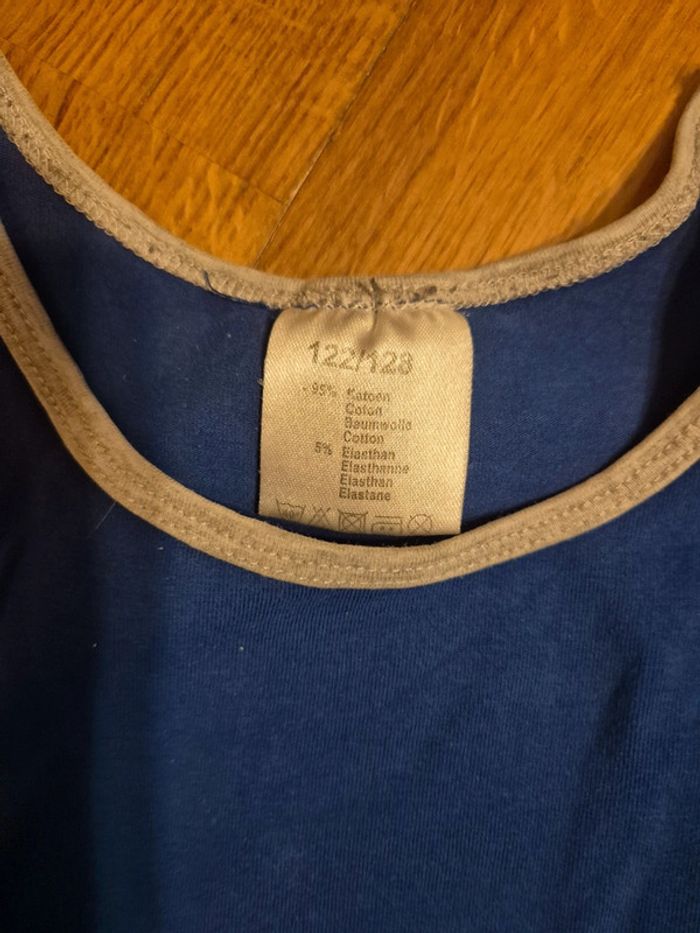 122/128
- 95% Katoen
Coton
Baumwolle
Cotton
5% Elasthan
Elasthanne
Elasthan
Elastane